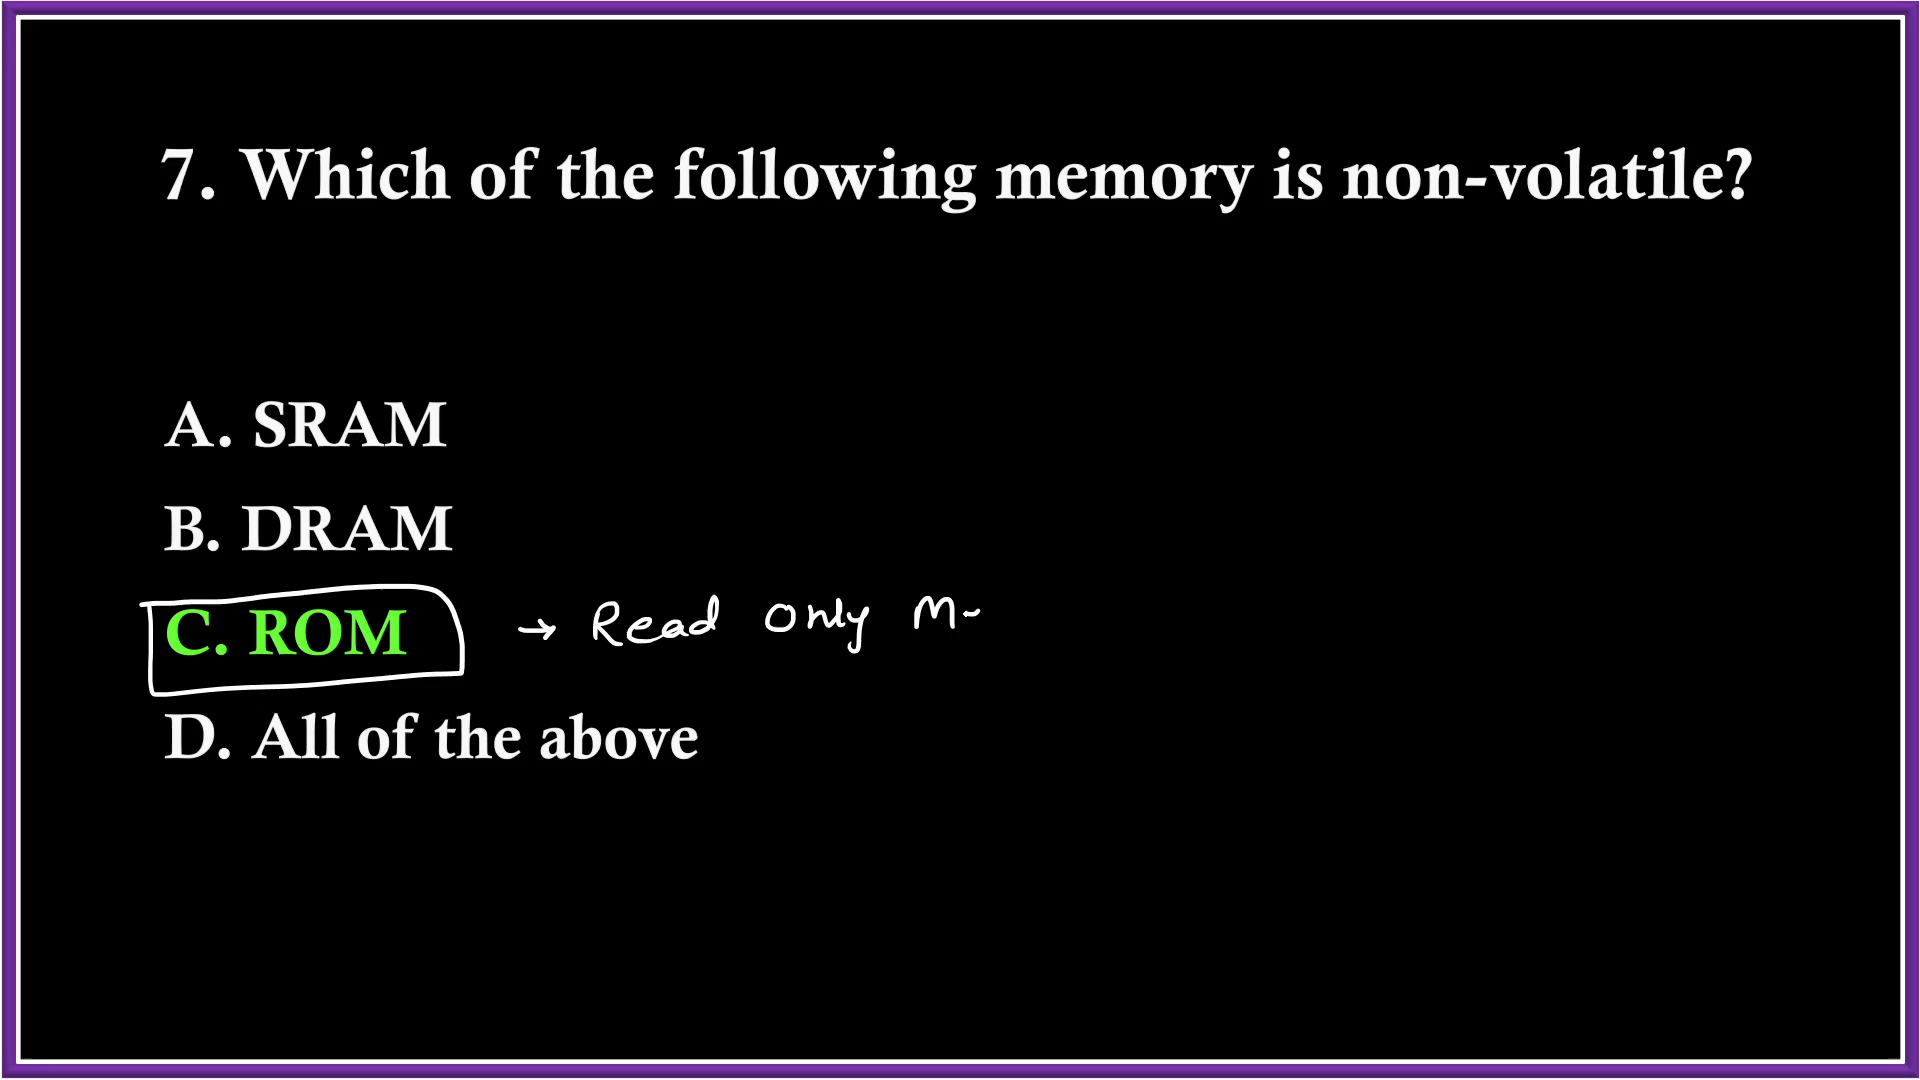 7. Which of the following memory is non-volatile?
A. SRAM
B. DRAM
C. ROM → Read only M-
D. All of the above